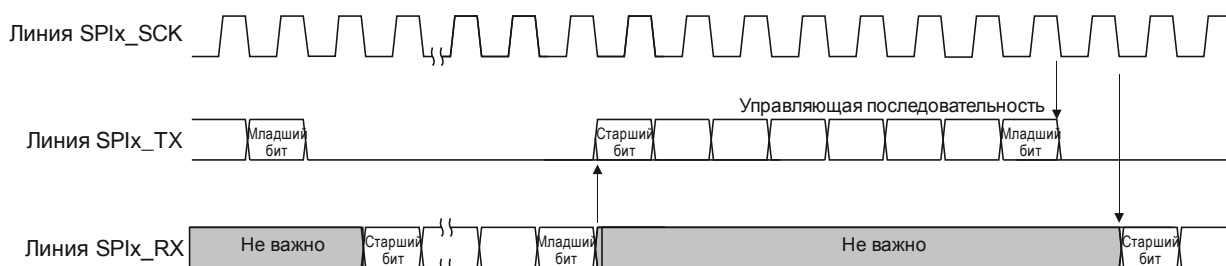 Линия SPIx_SCK
Управляющая последовательность
Линия SPIx_TX
Младший
бит
Старший
бит
Младший
бит
Линия SPIx_RX
Не важно
Старший
бит
Младший
бит
Не важно
Старший
бит